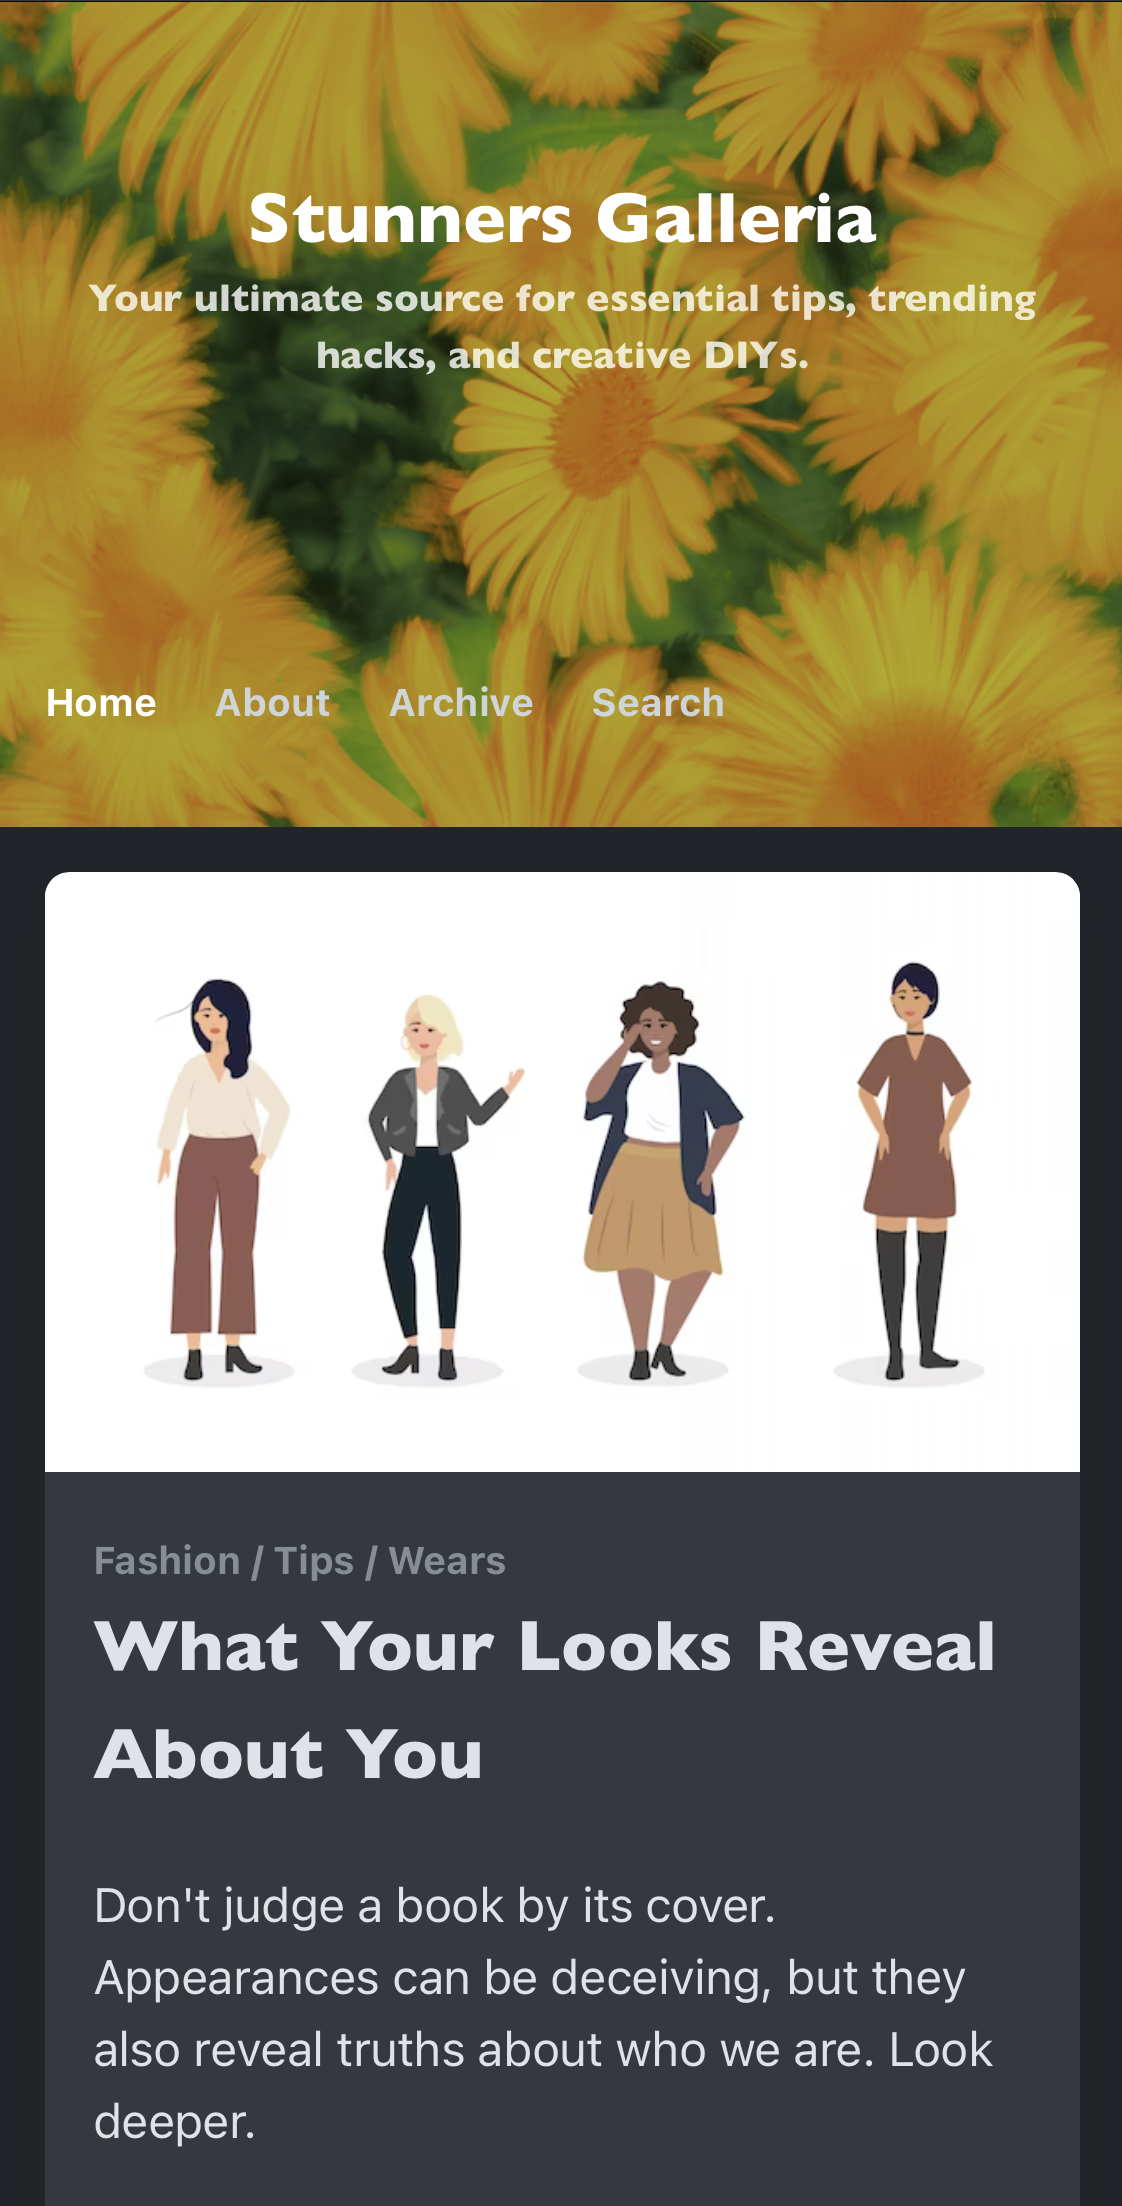 Stunners Galleria
Your ultimate source for essential tips, trending
hacks, and creative DIYs.
Home About Archive Search
Fashion / Tips / Wears
What Your Looks Reveal
About You
Don't judge a book by its cover.
Appearances can be deceiving, but they
also reveal truths about who we are. Look
deeper.